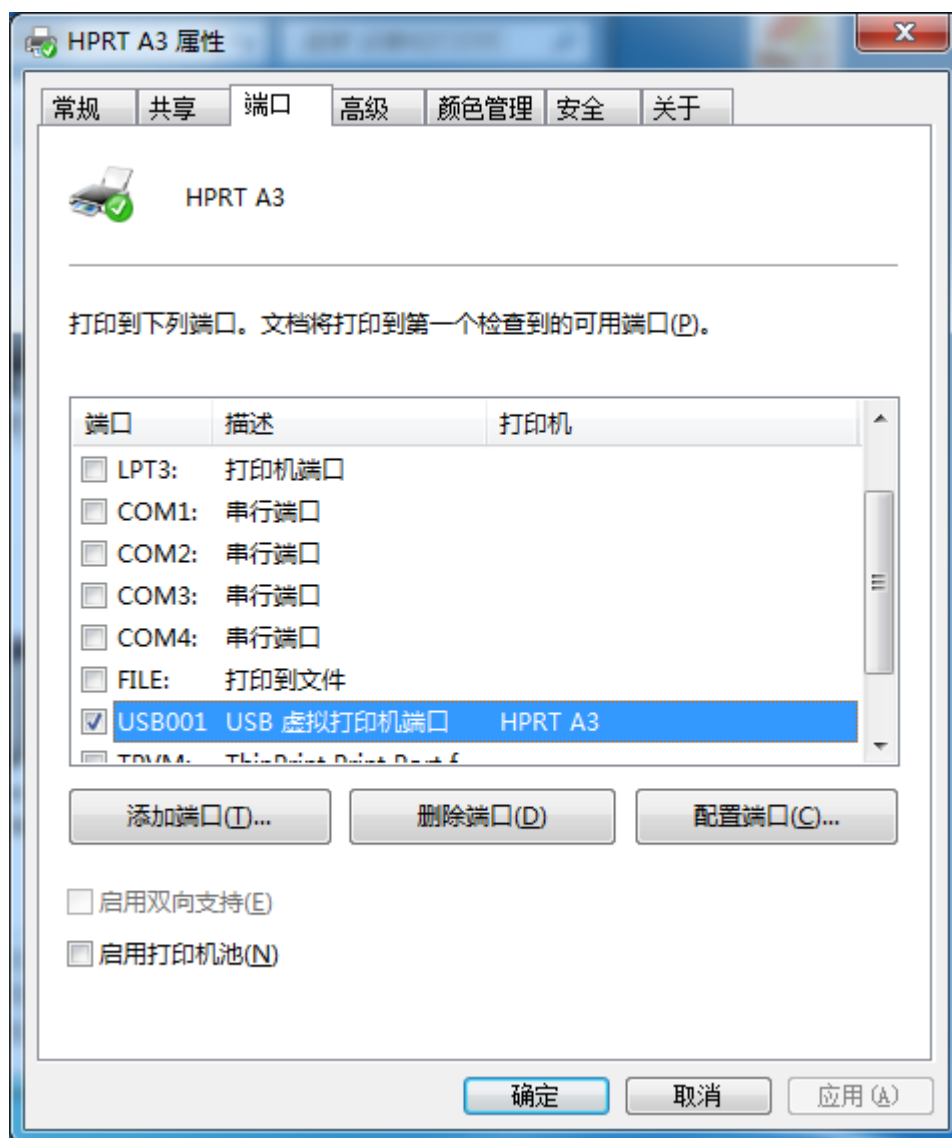 HPRT A3 属性
常规 共享 端口 高级 颜色管理 安全 关于
HPRT A3
打印到下列端口。文档将打印到第一个检查到的可用端口(P)。
端口 描述 打印机
LPT3: 打印机端口
COM1: 串行端口
COM2: 串行端口
COM3: 串行端口
COM4: 串行端口
FILE: 打印到文件
USB001 USB 虚拟打印机端口 HPRT A3
TPVM: ThinPrint Print Port f
添加端口(T)... 删除端口(D) 配置端口(C)...
启用双向支持(E)
启用打印机池(N)
确定 取消 应用(A)